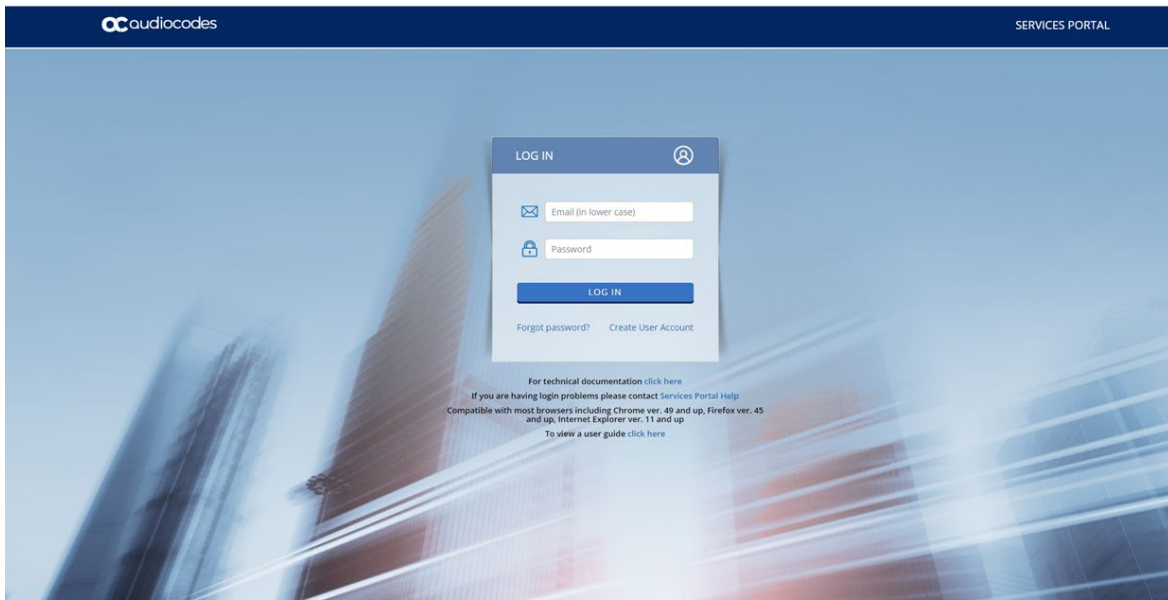 audiocodes
SERVICES PORTAL
LOG IN
Email (in lower case)
Password
LOG IN
Forgot password? Create User Account
For technical documentation click here
If you are having login problems please contact Services Portal Help
Compatible with most browsers including Chrome ver. 49 and up, Firefox ver. 45
and up, Internet Explorer ver. 11 and up
To view a user guide click here